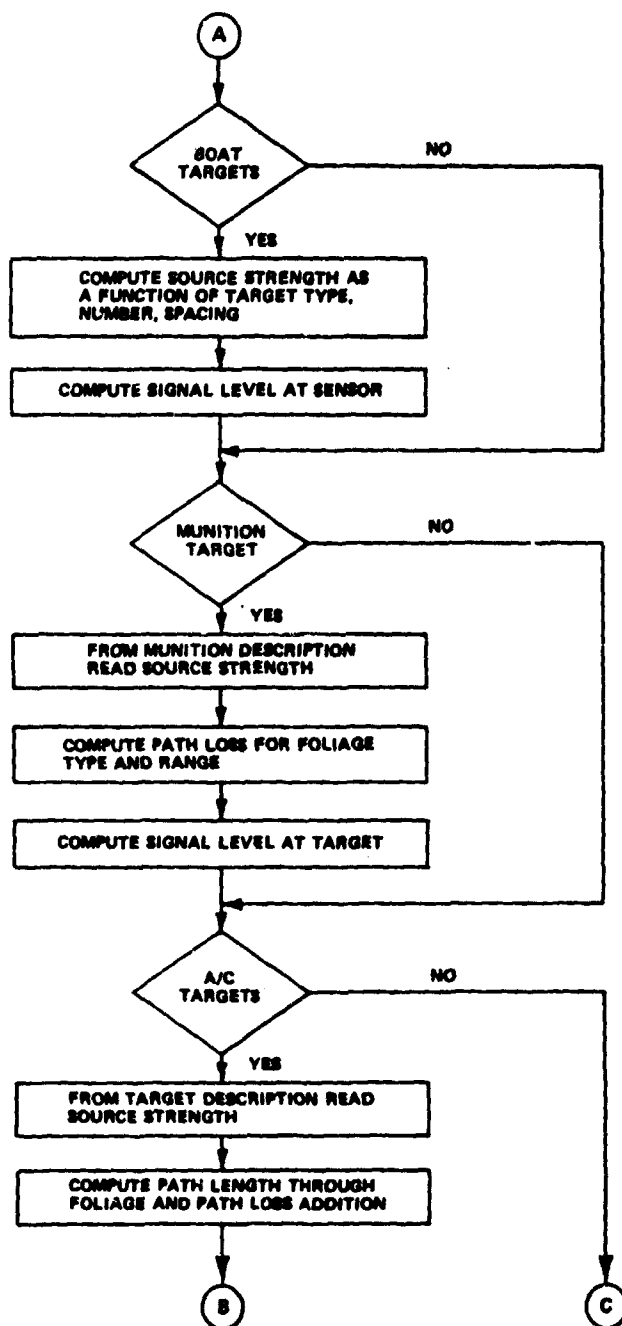 A
BOAT
TARGETS
NO
YES
COMPUTE SOURCE STRENGTH AS
A FUNCTION OF TARGET TYPE,
NUMBER, SPACING
COMPUTE SIGNAL LEVEL AT SENSOR
MUNITION
TARGET
NO
YES
FROM MUNITION DESCRIPTION
READ SOURCE STRENGTH
COMPUTE PATH LOSS FOR FOLIAGE
TYPE AND RANGE
COMPUTE SIGNAL LEVEL AT TARGET
A/C
TARGETS
NO
YES
FROM TARGET DESCRIPTION READ
SOURCE STRENGTH
COMPUTE PATH LENGTH THROUGH
FOLIAGE AND PATH LOSS ADDITION
B
C